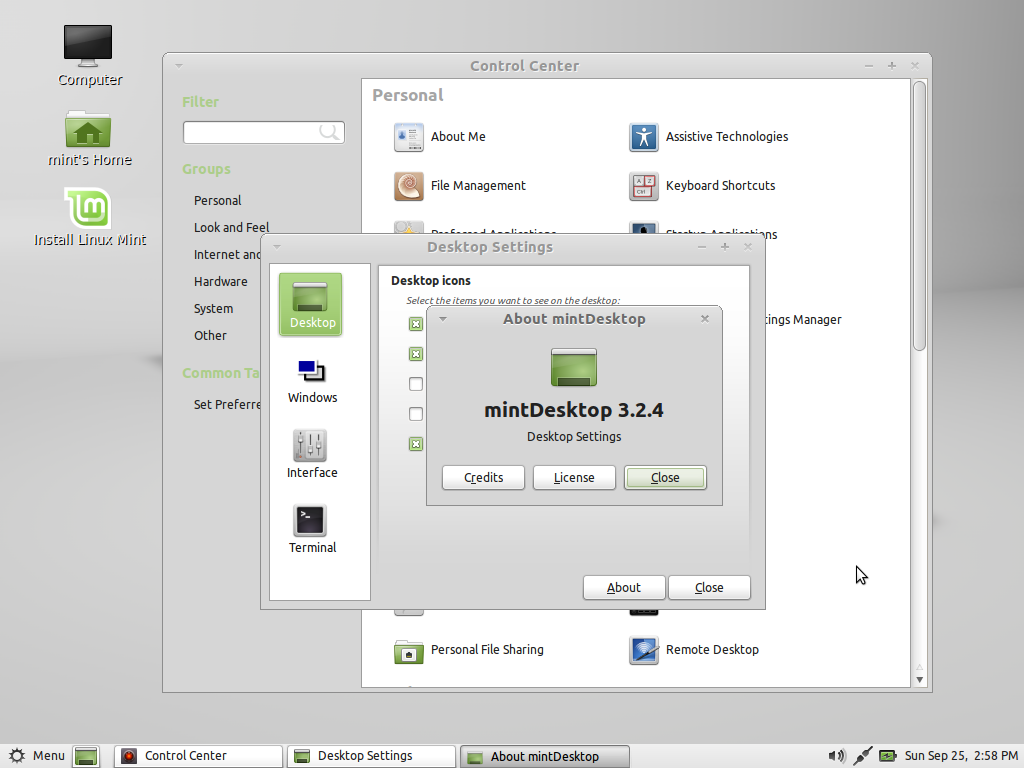 Computer
mint's Home
Install Linux Mint
Control Center
Filter
Groups
Personal
Look and Feel
Internet and
Hardware
System
Other
Common Ta
Set Preferre
Personal
About Me
Assistive Technologies
File Management
Keyboard Shortcuts
Preferred Applications
Startup Applications
tings Manager
Personal File Sharing
Remote Desktop
Desktop Settings
Desktop
Windows
Interface
Terminal
Desktop icons
Select the items you want to see on the desktop:
About
Close
About mintDesktop
mintDesktop 3.2.4
Desktop Settings
Credits
License
Close
Menu
Control Center
Desktop Settings
About mintDesktop
Sun Sep 25, 2:58 PM